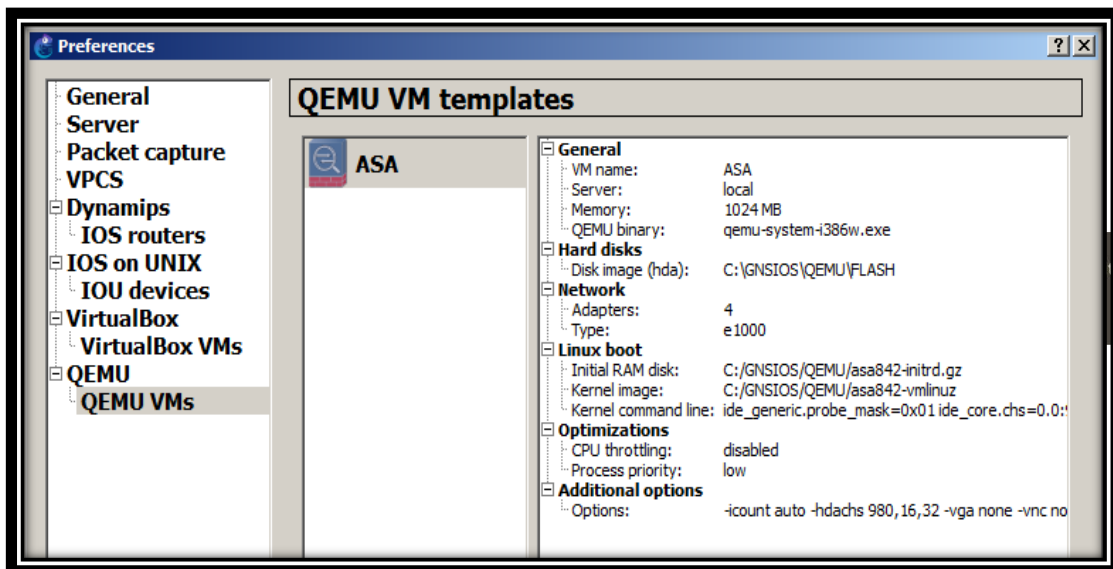 Preferences
General
Server
Packet capture
VPCS
Dynamips
IOS routers
IOS on UNIX
IOU devices
VirtualBox
VirtualBox VMs
QEMU
QEMU VMs
QEMU VM templates
ASA
General
VM name: ASA
Server: local
Memory: 1024 MB
QEMU binary: qemu-system-i386w.exe
Hard disks
Disk image (hda): C:\GNSIOS\QEMU\FLASH
Network
Adapters: 4
Type: e1000
Linux boot
Initial RAM disk: C:/GNSIOS/QEMU/asa842-initrd.gz
Kernel image: C:/GNSIOS/QEMU/asa842-vmlinuz
Kernel command line: ide_generic.probe_mask=0x01 ide_core.chs=0.0:
Optimizations
CPU throttling: disabled
Process priority: low
Additional options
Options: -icount auto -hdachs 980,16,32 -vga none -vnc no